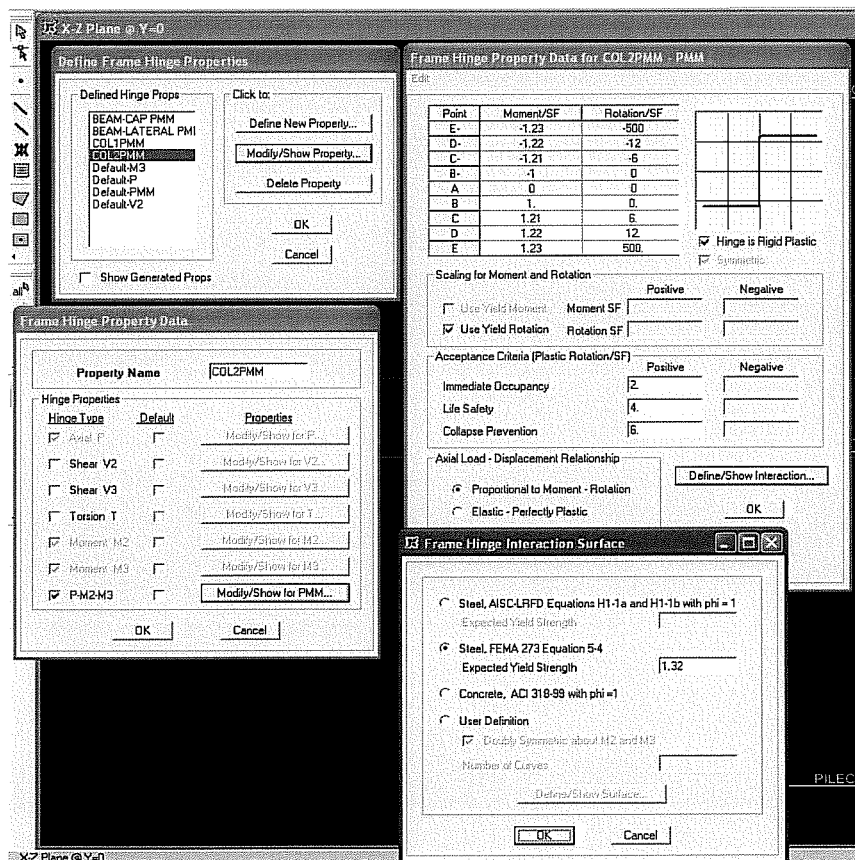 X-Z Plane @ Y=0
Define Frame Hinge Properties
Defined Hinge Props
BEAM-CAP PMM
BEAM-LATERAL PMI
COL1PMM
COL2PMM
Default-M3
Default-P
Default-PMM
Default-V2
Click to:
Define New Property...
Modify/Show Property...
Delete Property
OK
Cancel
Show Generated Props
all
Frame Hinge Property Data for COL2PMM - PMM
Edit
Point Moment/SF Rotation/SF
E- -1.23 -500
D- -1.22 -12
C- -1.21 -6
B- -1 0
A 0 0
B 1. 0.
C 1.21 6.
D 1.22 12.
E 1.23 500.
Hinge is Rigid Plastic
Symmetric
Scaling for Moment and Rotation
Positive Negative
Use Yield Moment Moment SF
Use Yield Rotation Rotation SF
Acceptance Criteria (Plastic Rotation/SF)
Positive Negative
Immediate Occupancy 2.
Life Safety 4.
Collapse Prevention 6.
Axial Load - Displacement Relationship
Proportional to Moment - Rotation
Elastic - Perfectly Plastic
Define/Show Interaction...
OK
Frame Hinge Property Data
Property Name COL2PMM
Hinge Properties
Hinge Type Default Properties
Axial P Modify/Show for P...
Shear V2 Modify/Show for V2...
Shear V3 Modify/Show for V3...
Torsion T Modify/Show for T...
Moment M2 Modify/Show for M2...
Moment M3 Modify/Show for M3...
P-M2-M3 Modify/Show for PMM...
OK Cancel
Frame Hinge Interaction Surface
Steel, AISC-LRFD Equations H1-1a and H1-1b with phi = 1
Expected Yield Strength
Steel, FEMA 273 Equation 5-4
Expected Yield Strength 1.32
Concrete, ACI 318-99 with phi =1
User Definition
Doubly Symmetric about M2 and M3
Number of Curves
Define/Show Surface...
OK Cancel
PILEC
X-Z Plane @ Y=0